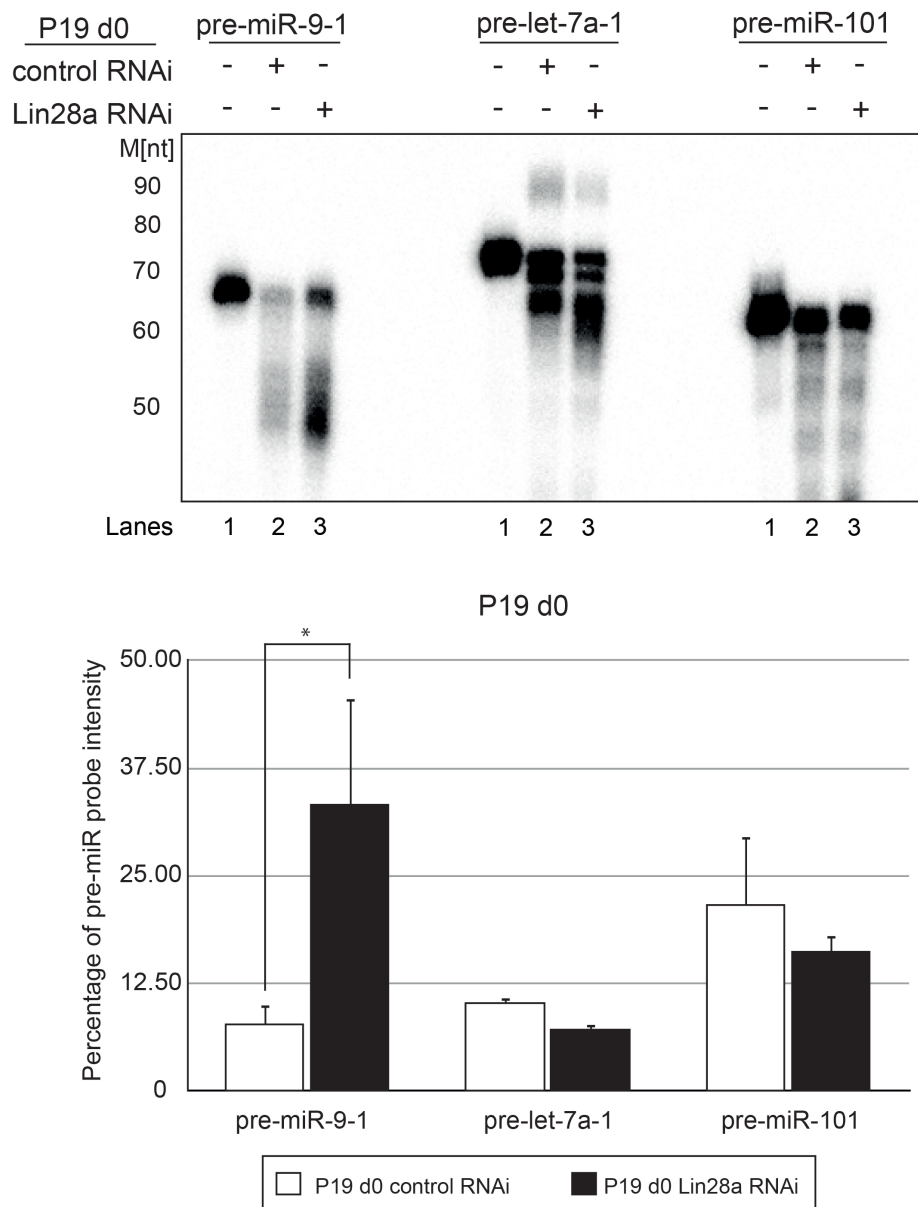 P19 d0 pre-miR-9-1 pre-let-7a-1 pre-miR-101
control RNAi - + - - + - - + -
Lin28a RNAi - - + - - + - - +
M[nt]
90
80
70
60
50
Lanes 1 2 3 1 2 3 1 2 3
P19 d0
*
Percentage of pre-miR probe intensity
50.00
37.50
25.00
12.50
0
pre-miR-9-1 pre-let-7a-1 pre-miR-101
P19 d0 control RNAi P19 d0 Lin28a RNAi